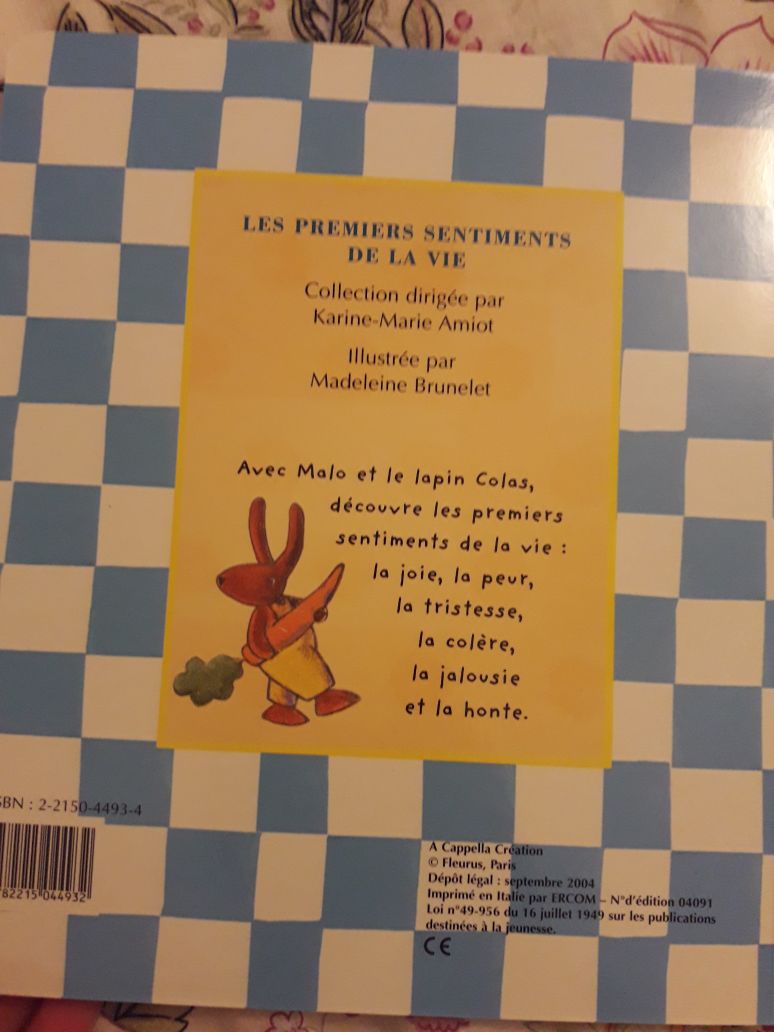 LES PREMIERS SENTIMENTS
DE LA VIE
Collection dirigée par
Karine-Marie Amiot
Illustrée par
Madeleine Brunelet
Avec Malo et le lapin Colas,
découvre les premiers
sentiments de la vie :
la joie, la peur,
la tristesse,
la colère,
la jalousie
et la honte.
SBN : 2-2150-4493-4
782215 044932
A Cappella Création
© Fleurus, Paris
Dépôt légal : septembre 2004
Imprimé en Italie par ERCOM – N°d'édition 04091
Loi n°49-956 du 16 juillet 1949 sur les publications
destinées à la jeunesse.
CE